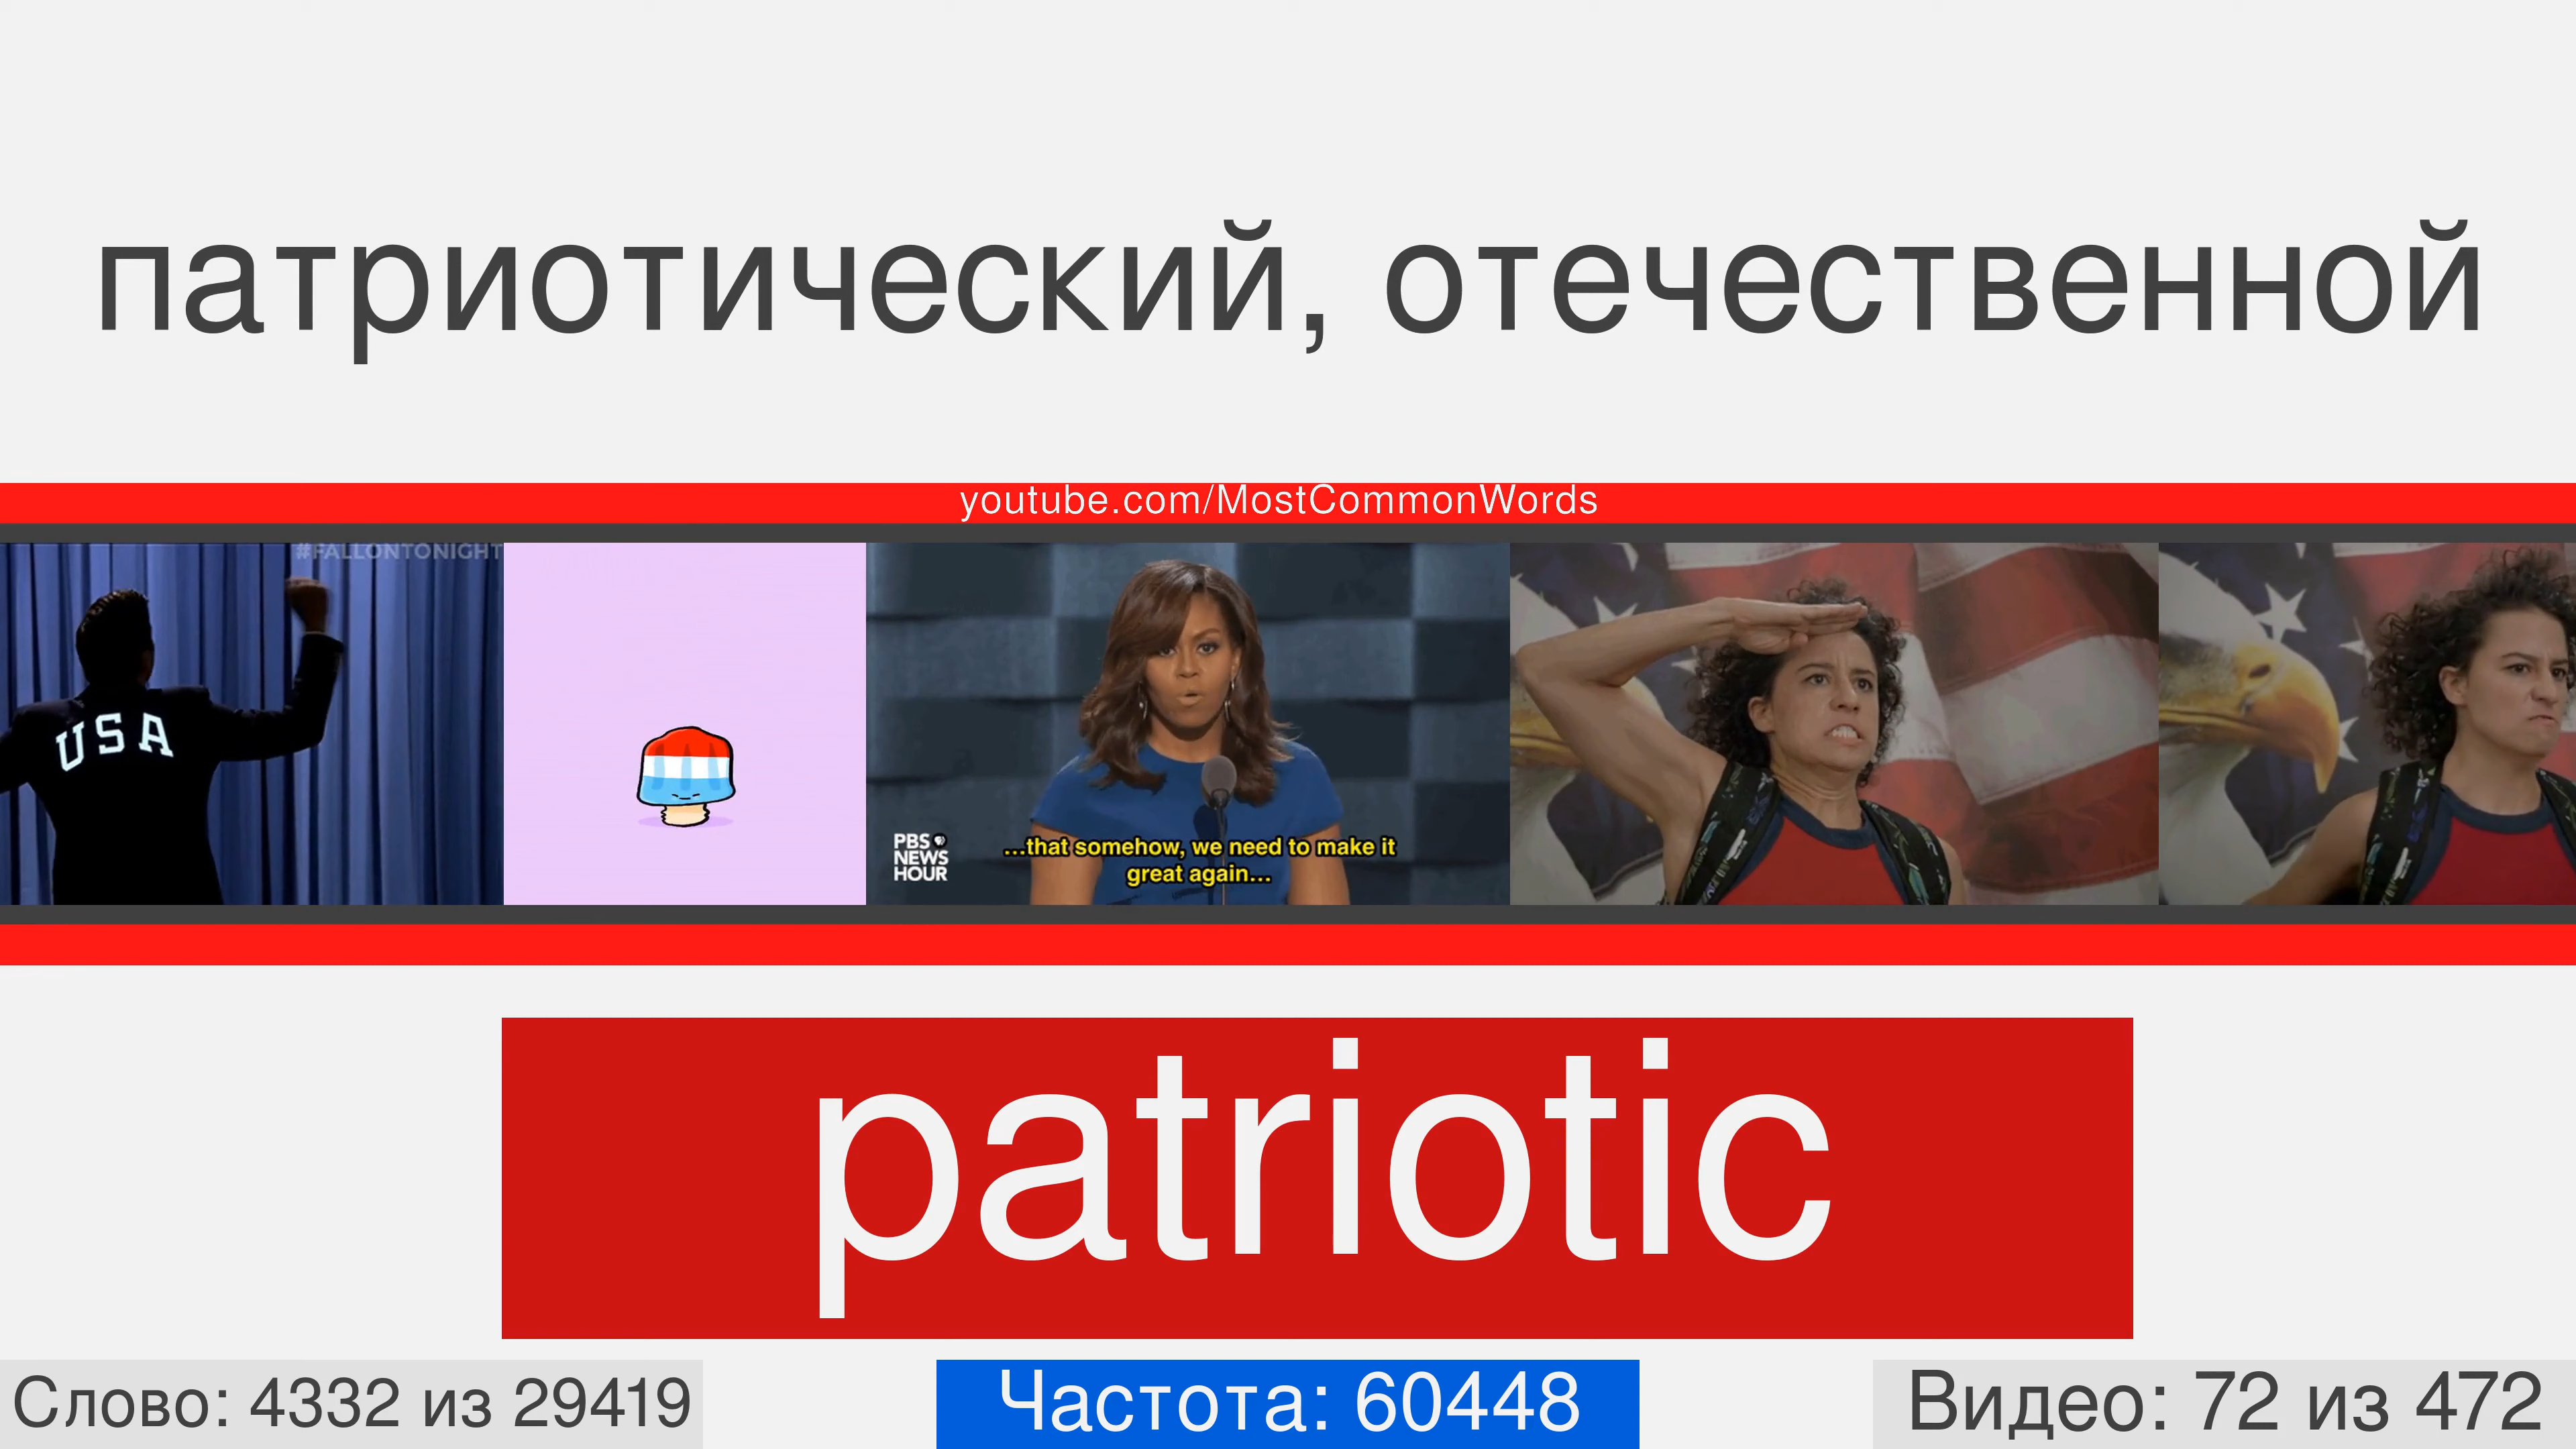 патриотический, отечественной
youtube.com/MostCommonWords
#FALLONTONIGHT
USA
PBS
NEWS
HOUR
...that somehow, we need to make it
great again...
patriotic
Слово: 4332 из 29419
Частота: 60448
Видео: 72 из 472